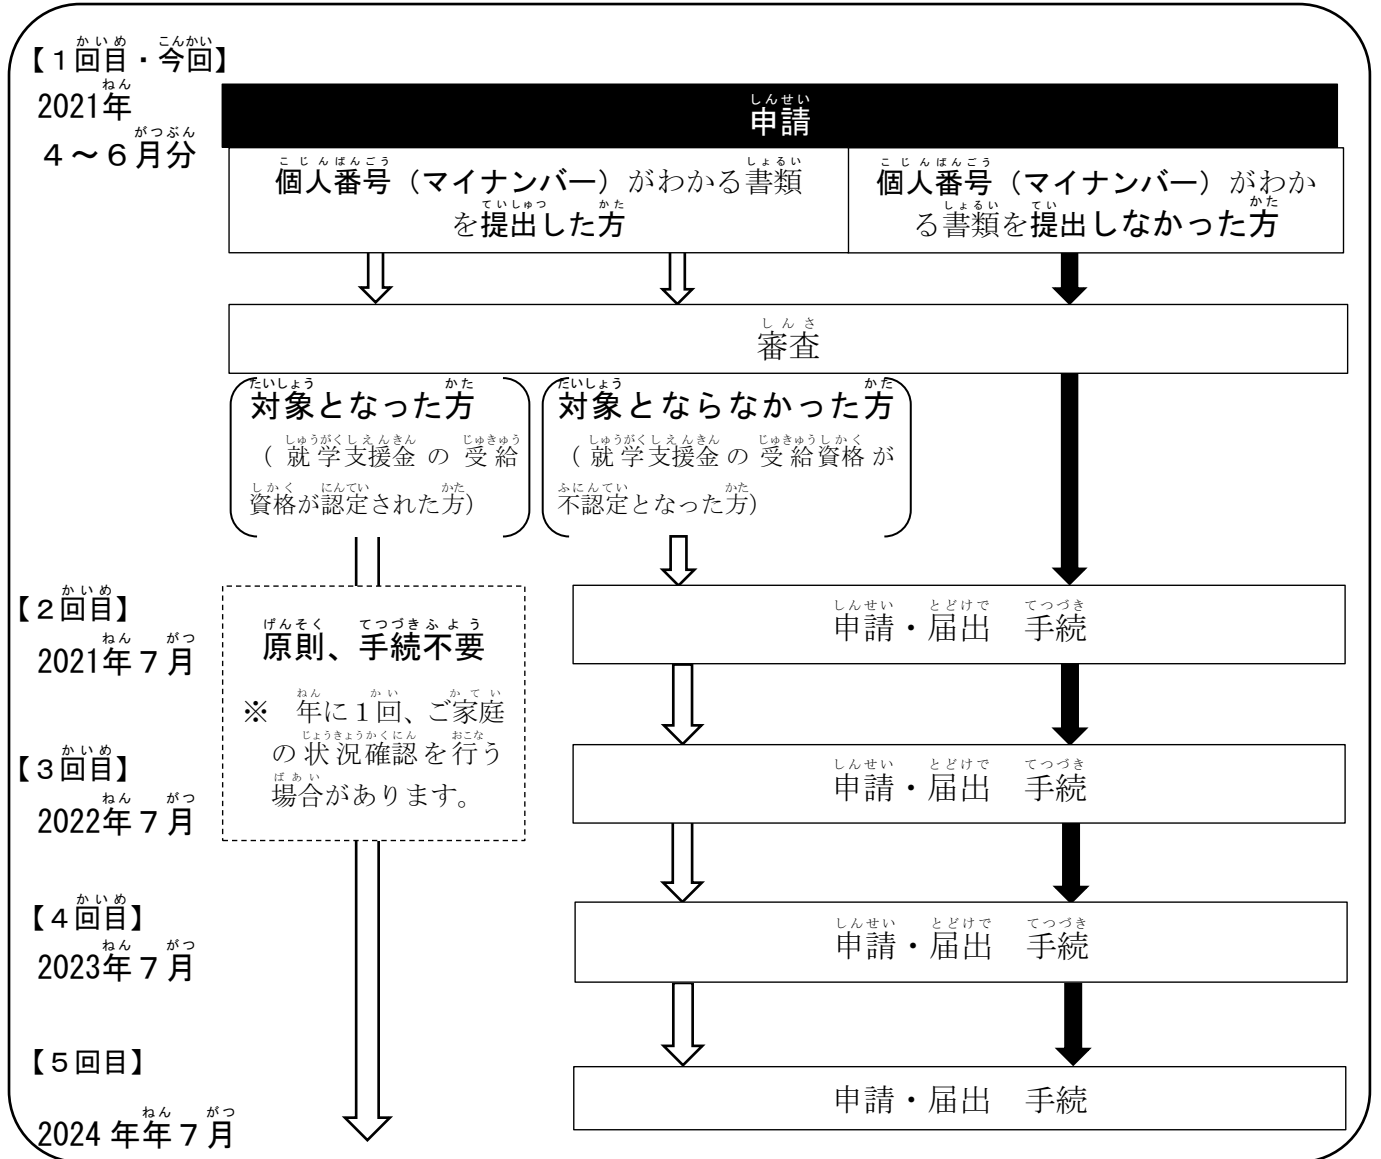 【１回目・今回】
2021年
４～６月分
申請
個人番号（マイナンバー）がわかる書類
を提出した方
個人番号（マイナンバー）がわか
る書類を提出しなかった方
審査
対象となった方
（就学支援金の受給
資格が認定された方）
対象とならなかった方
（就学支援金の受給資格が
不認定となった方）
【２回目】
2021年７月
原則、手続不要
※　年に１回、ご家庭
の状況確認を行う
場合があります。
申請・届出　手続
【３回目】
2022年７月
申請・届出　手続
【４回目】
2023年７月
申請・届出　手続
【５回目】
2024年年７月
申請・届出　手続